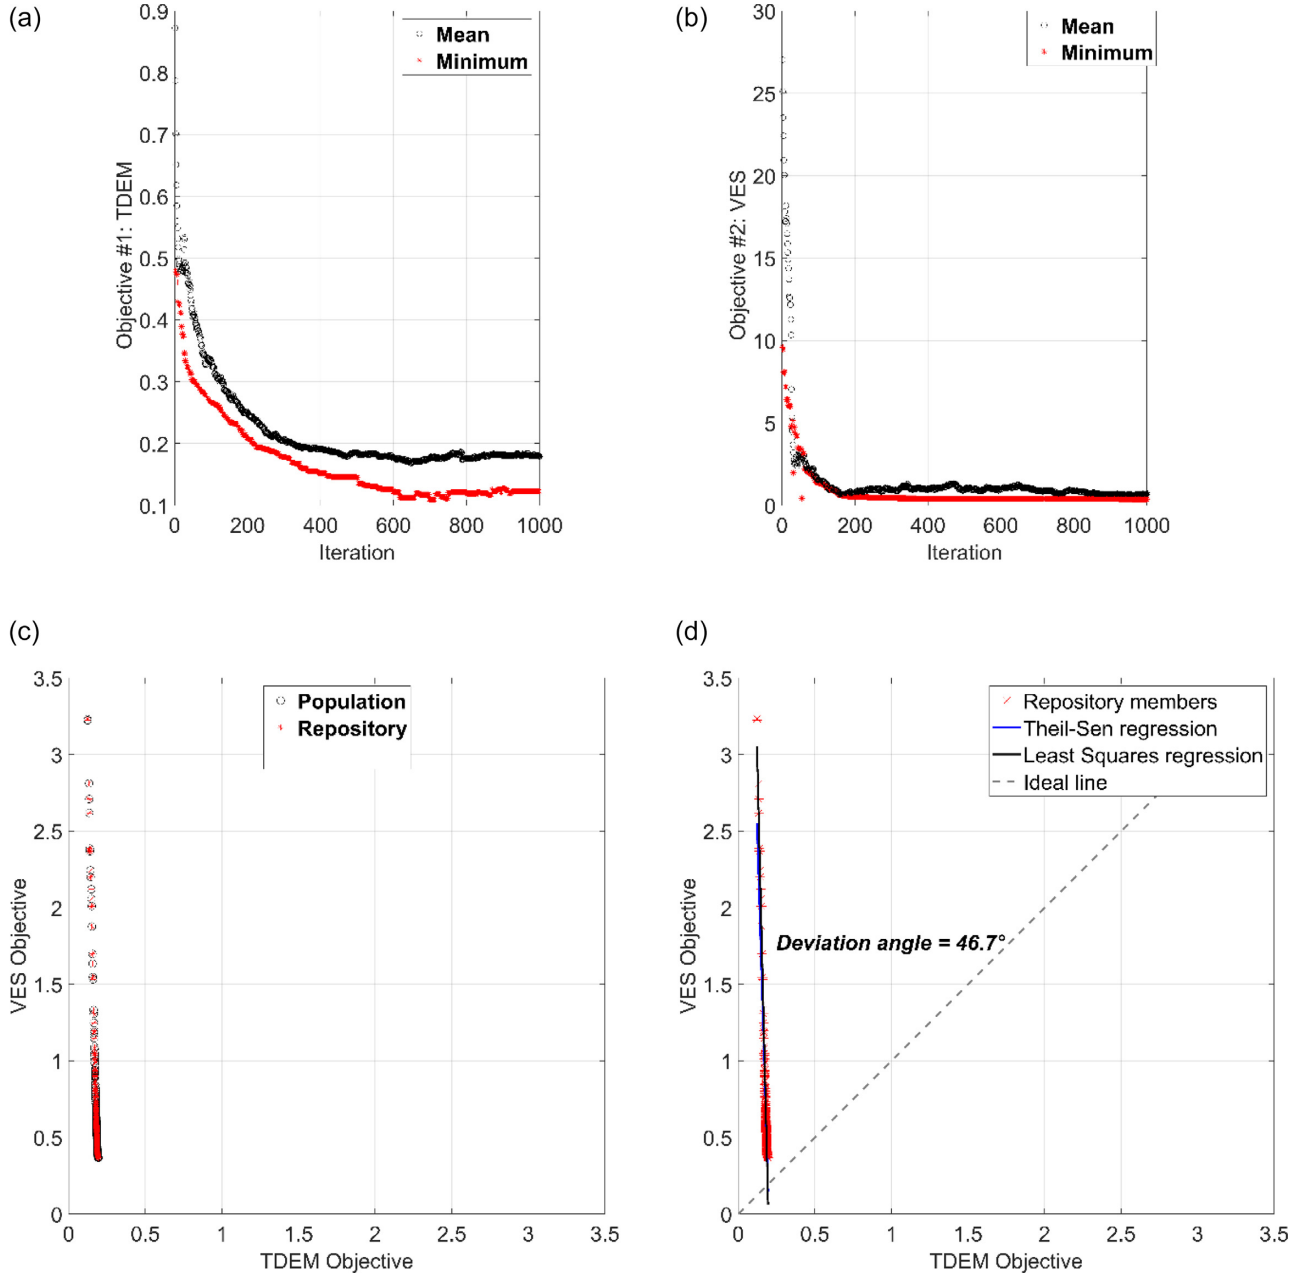 (a)
0.9
0.8
0.7
0.6
0.5
0.4
0.3
0.2
0.1
Objective #1: TDEM
Mean
Minimum
0 200 400 600 800 1000
Iteration
(b)
30
25
20
15
10
5
0
Objective #2: VES
Mean
Minimum
0 200 400 600 800 1000
Iteration
(c)
3.5
3
2.5
2
1.5
1
0.5
0
VES Objective
Population
Repository
0 0.5 1 1.5 2 2.5 3 3.5
TDEM Objective
(d)
3.5
3
2.5
2
1.5
1
0.5
0
VES Objective
Repository members
Theil-Sen regression
Least Squares regression
Ideal line
Deviation angle = 46.7°
0 0.5 1 1.5 2 2.5 3 3.5
TDEM Objective